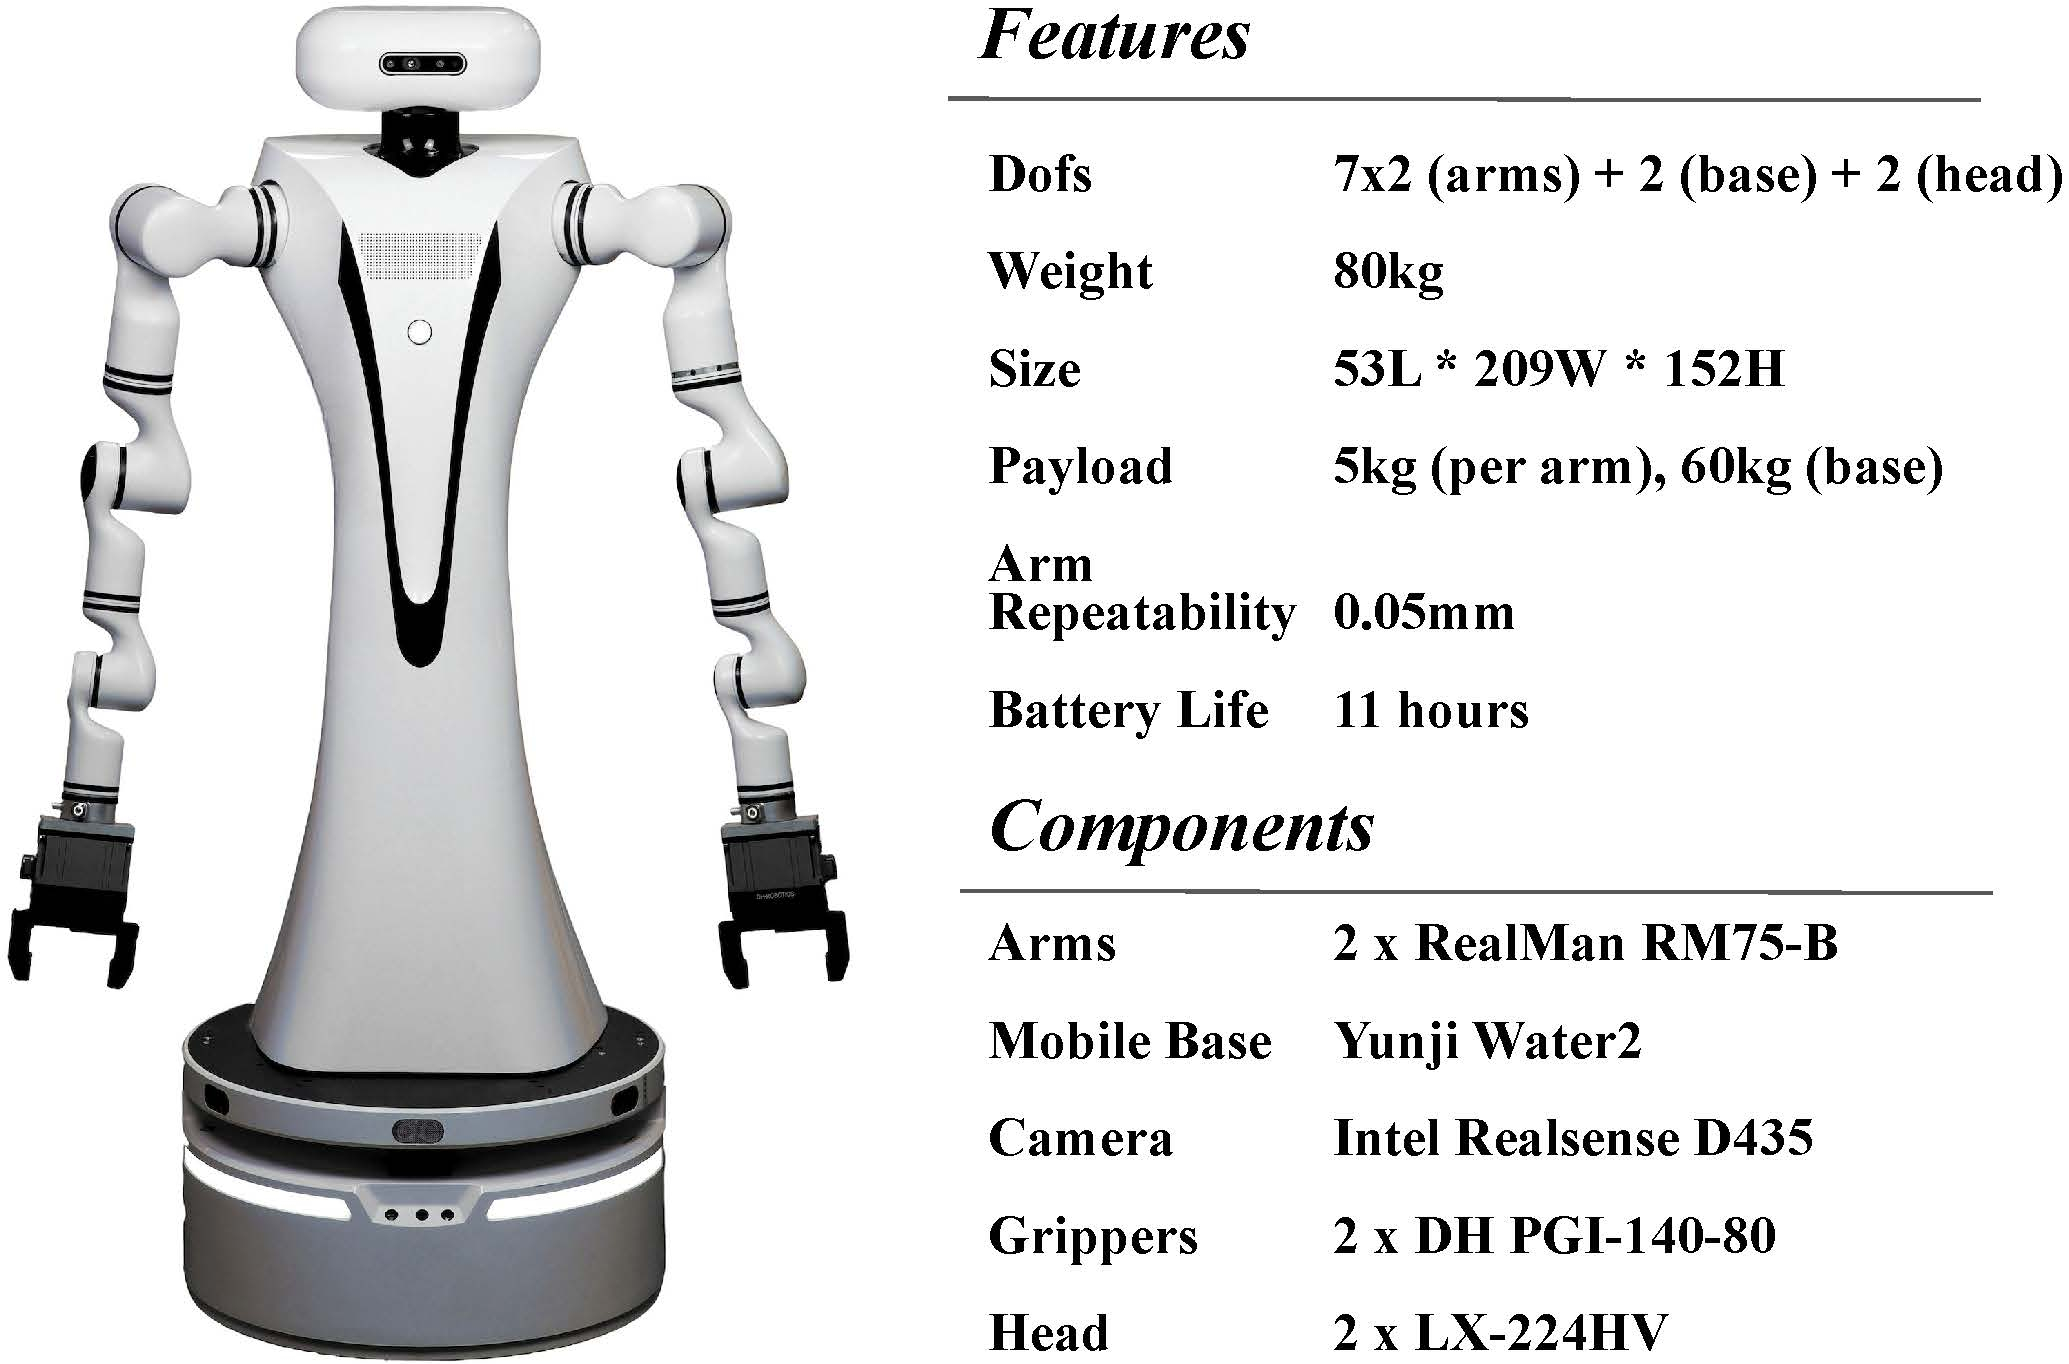 Features
Dofs 7x2 (arms) + 2 (base) + 2 (head)
Weight 80kg
Size 53L * 209W * 152H
Payload 5kg (per arm), 60kg (base)
Arm
Repeatability 0.05mm
Battery Life 11 hours
Components
Arms 2 x RealMan RM75-B
Mobile Base Yunji Water2
Camera Intel Realsense D435
Grippers 2 x DH PGI-140-80
Head 2 x LX-224HV
DH-ROBOTICS